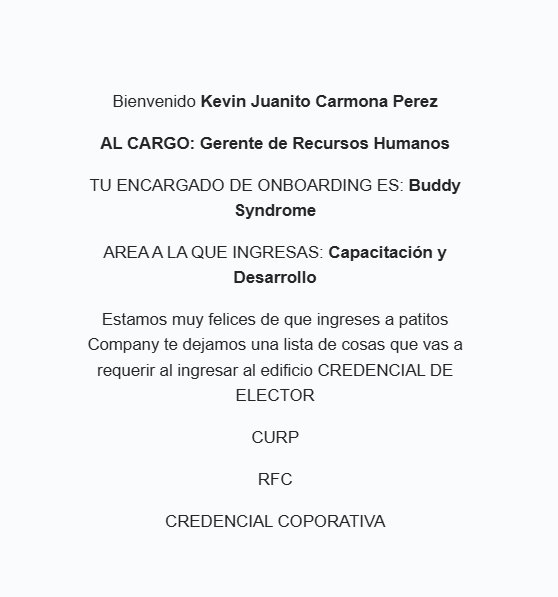 Bienvenido Kevin Juanito Carmona Perez
AL CARGO: Gerente de Recursos Humanos
TU ENCARGADO DE ONBOARDING ES: Buddy
Syndrome
AREA A LA QUE INGRESAS: Capacitación y
Desarrollo
Estamos muy felices de que ingreses a patitos
Company te dejamos una lista de cosas que vas a
requerir al ingresar al edificio CREDENCIAL DE
ELECTOR
CURP
RFC
CREDENCIAL COPORATIVA